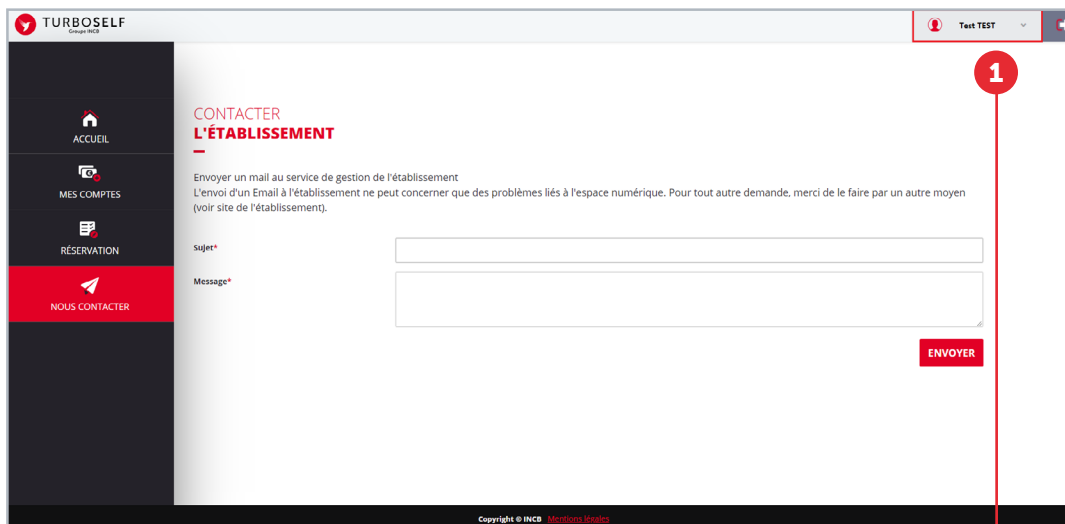 TURBOSELF
Groupe INCB
Test TEST
1
ACCUEIL
MES COMPTES
RÉSERVATION
NOUS CONTACTER
CONTACTER
L'ÉTABLISSEMENT
Envoyer un mail au service de gestion de l'établissement
L'envoi d'un Email à l'établissement ne peut concerner que des problèmes liés à l'espace numérique. Pour tout autre demande, merci de le faire par un autre moyen
(voir site de l'établissement).
Sujet*
Message*
ENVOYER
Copyright © INCB Mentions légales